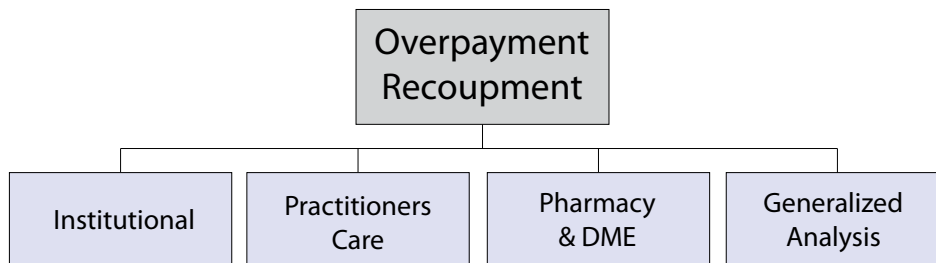 Overpayment
Recoupment
Institutional
Practitioners
Care
Pharmacy
& DME
Generalized
Analysis